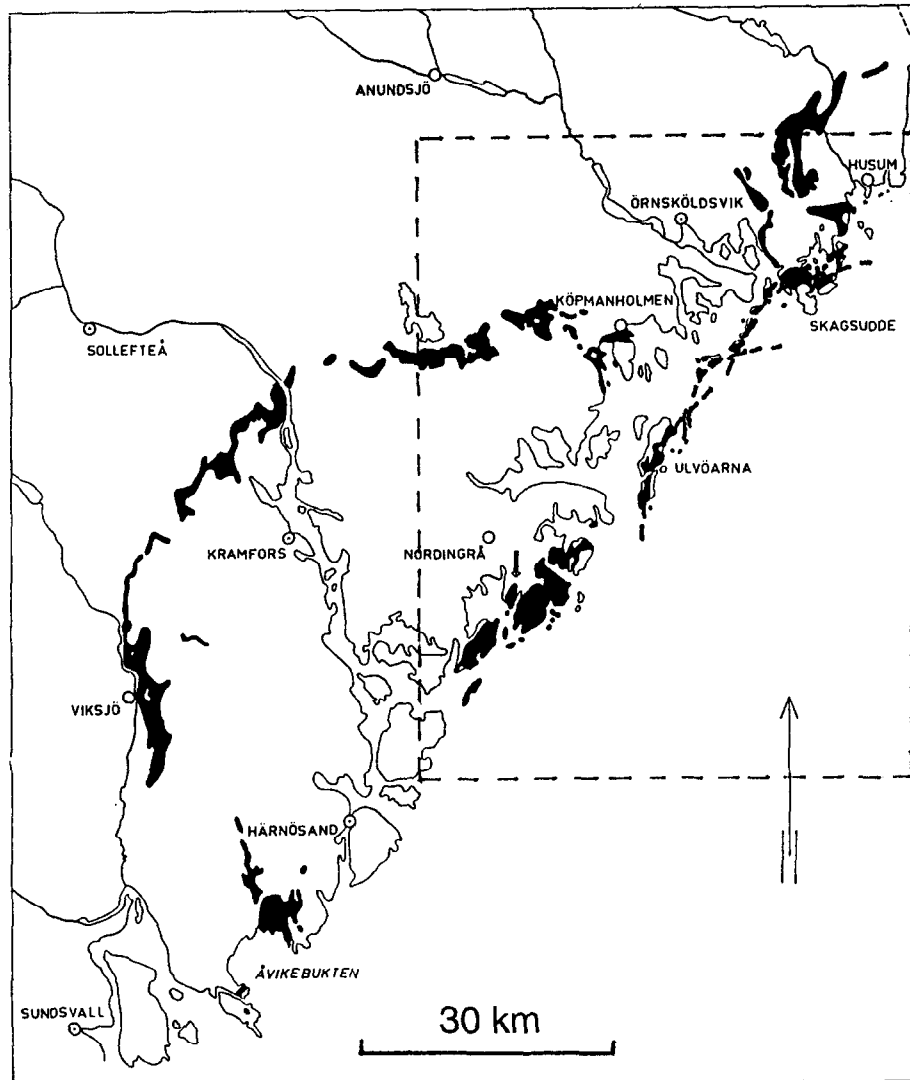 ANUNDSJÖ
HUSUM
ÖRNSKÖLDSVIK
KÖPMANHOLMEN
SKAGSUDDE
SOLLEFTEÅ
ULVÖARNA
KRAMFORS
NORDINGRÅ
VIKSJÖ
HÄRNÖSAND
ÅVIKEBUKTEN
SUNDSVALL
30 km